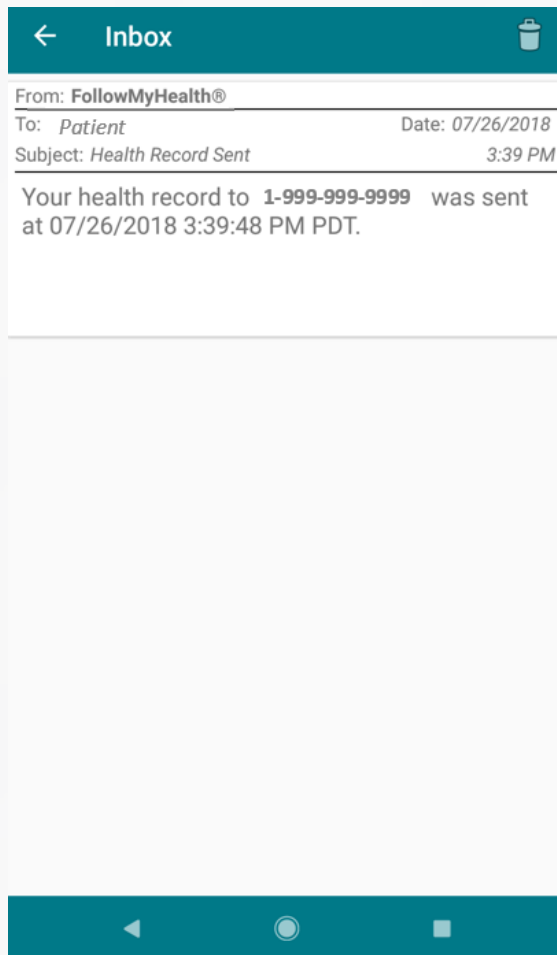 Inbox
From: FollowMyHealth®
To: Patient Date: 07/26/2018
Subject: Health Record Sent 3:39 PM
Your health record to 1-999-999-9999 was sent
at 07/26/2018 3:39:48 PM PDT.